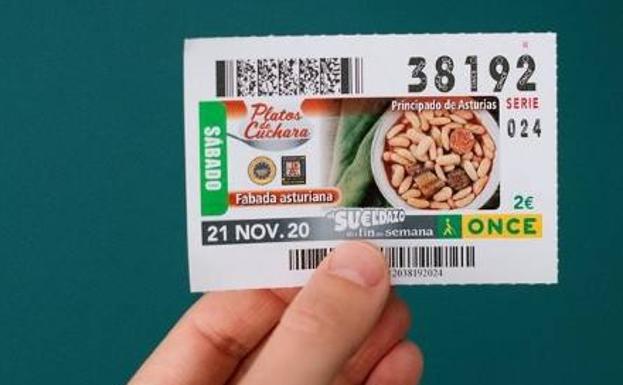 38192
Platos
de
Cuchara
Principado de Asturias
SERIE
024
SÁBADO
Fabada asturiana
2€
21 NOV. 20
SUELDAZO
fin de semana
ONCE
2038192024